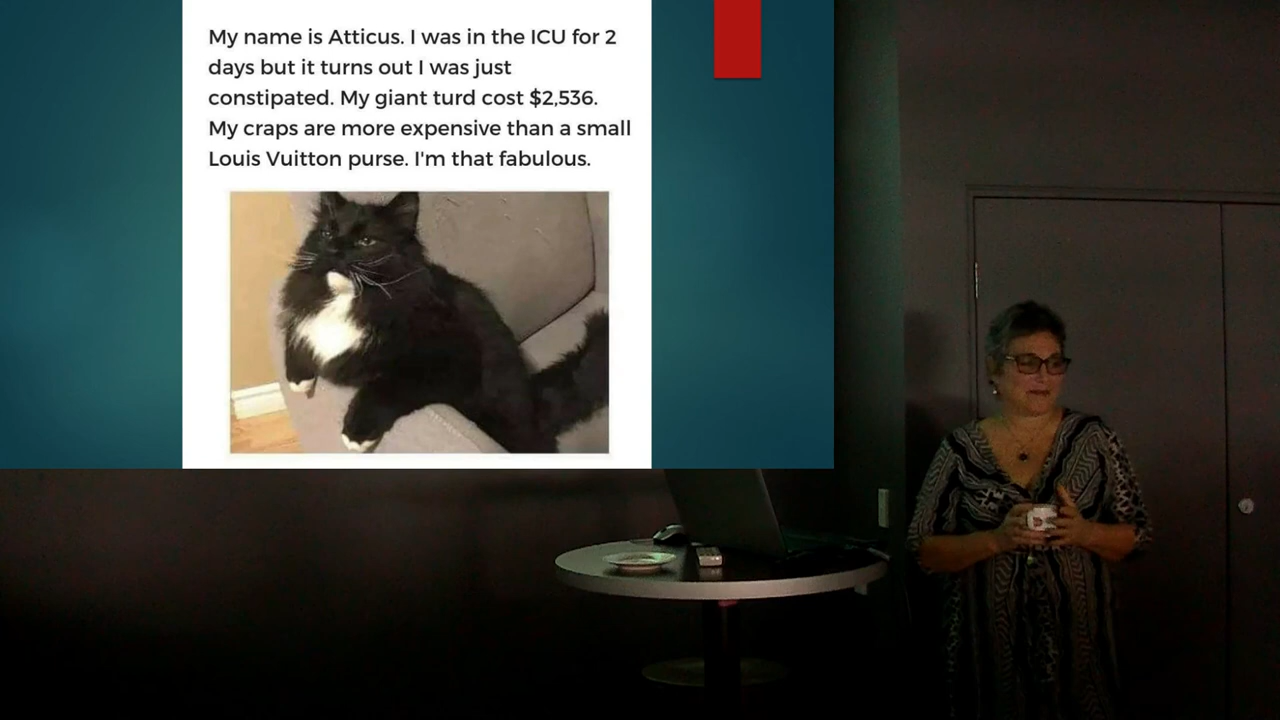 My name is Atticus. I was in the ICU for 2
days but it turns out I was just
constipated. My giant turd cost $2,536.
My craps are more expensive than a small
Louis Vuitton purse. I'm that fabulous.